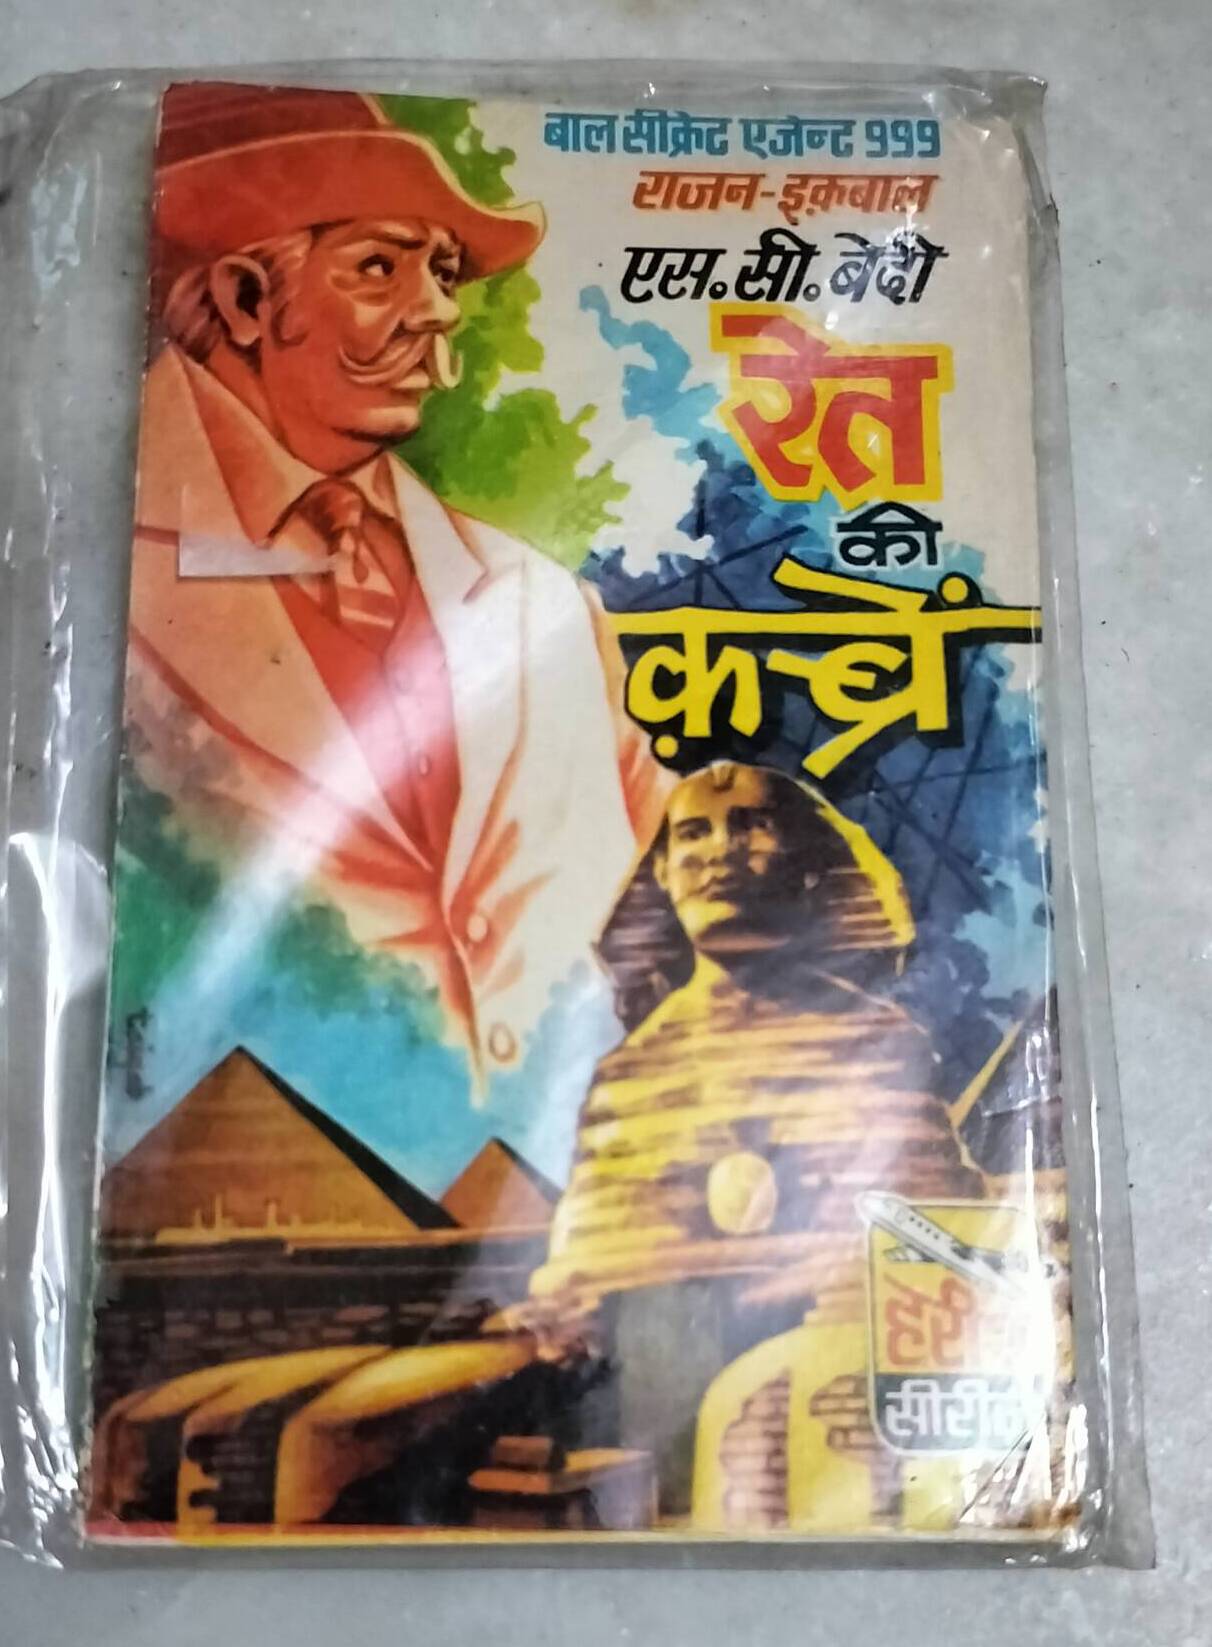 बाल सीक्रेट एजेन्ट 999
राजन-इक़बाल
एस.सी.बेदी
रेत
की
क़ब्रें
सीरीज